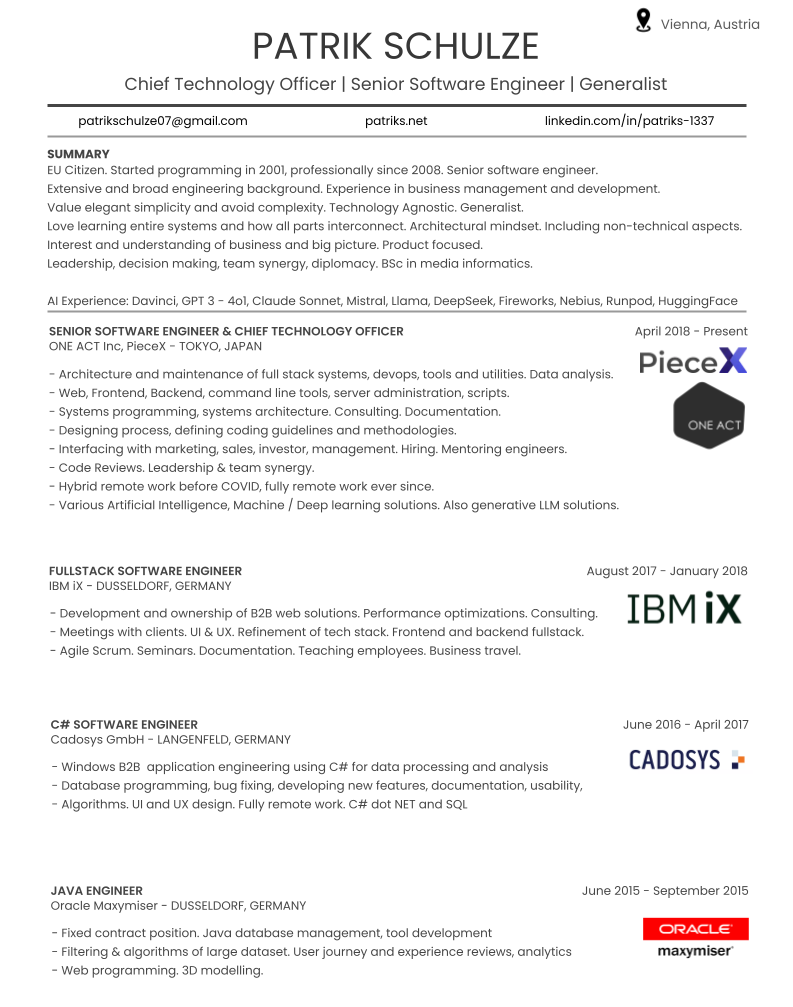 Vienna, Austria
PATRIK SCHULZE
Chief Technology Officer | Senior Software Engineer | Generalist
patrikschulze07@gmail.com patriks.net linkedin.com/in/patriks-1337
SUMMARY
EU Citizen. Started programming in 2001, professionally since 2008. Senior software engineer.
Extensive and broad engineering background. Experience in business management and development.
Value elegant simplicity and avoid complexity. Technology Agnostic. Generalist.
Love learning entire systems and how all parts interconnect. Architectural mindset. Including non-technical aspects.
Interest and understanding of business and big picture. Product focused.
Leadership, decision making, team synergy, diplomacy. BSc in media informatics.
AI Experience: Davinci, GPT 3 - 4o1, Claude Sonnet, Mistral, Llama, DeepSeek, Fireworks, Nebius, Runpod, HuggingFace
SENIOR SOFTWARE ENGINEER & CHIEF TECHNOLOGY OFFICER April 2018 - Present
ONE ACT Inc, PieceX - TOKYO, JAPAN
PieceX
- Architecture and maintenance of full stack systems, devops, tools and utilities. Data analysis.
- Web, Frontend, Backend, command line tools, server administration, scripts.
- Systems programming, systems architecture. Consulting. Documentation.
ONE ACT
- Designing process, defining coding guidelines and methodologies.
- Interfacing with marketing, sales, investor, management. Hiring. Mentoring engineers.
- Code Reviews. Leadership & team synergy.
- Hybrid remote work before COVID, fully remote work ever since.
- Various Artificial Intelligence, Machine / Deep learning solutions. Also generative LLM solutions.
FULLSTACK SOFTWARE ENGINEER August 2017 - January 2018
IBM iX - DUSSELDORF, GERMANY
IBM iX
- Development and ownership of B2B web solutions. Performance optimizations. Consulting.
- Meetings with clients. UI & UX. Refinement of tech stack. Frontend and backend fullstack.
- Agile Scrum. Seminars. Documentation. Teaching employees. Business travel.
C# SOFTWARE ENGINEER June 2016 - April 2017
Cadosys GmbH - LANGENFELD, GERMANY
CADOSYS
- Windows B2B  application engineering using C# for data processing and analysis
- Database programming, bug fixing, developing new features, documentation, usability,
- Algorithms. UI and UX design. Fully remote work. C# dot NET and SQL
JAVA ENGINEER June 2015 - September 2015
Oracle Maxymiser - DUSSELDORF, GERMANY
ORACLE
maxymiser
- Fixed contract position. Java database management, tool development
- Filtering & algorithms of large dataset. User journey and experience reviews, analytics
- Web programming. 3D modelling.